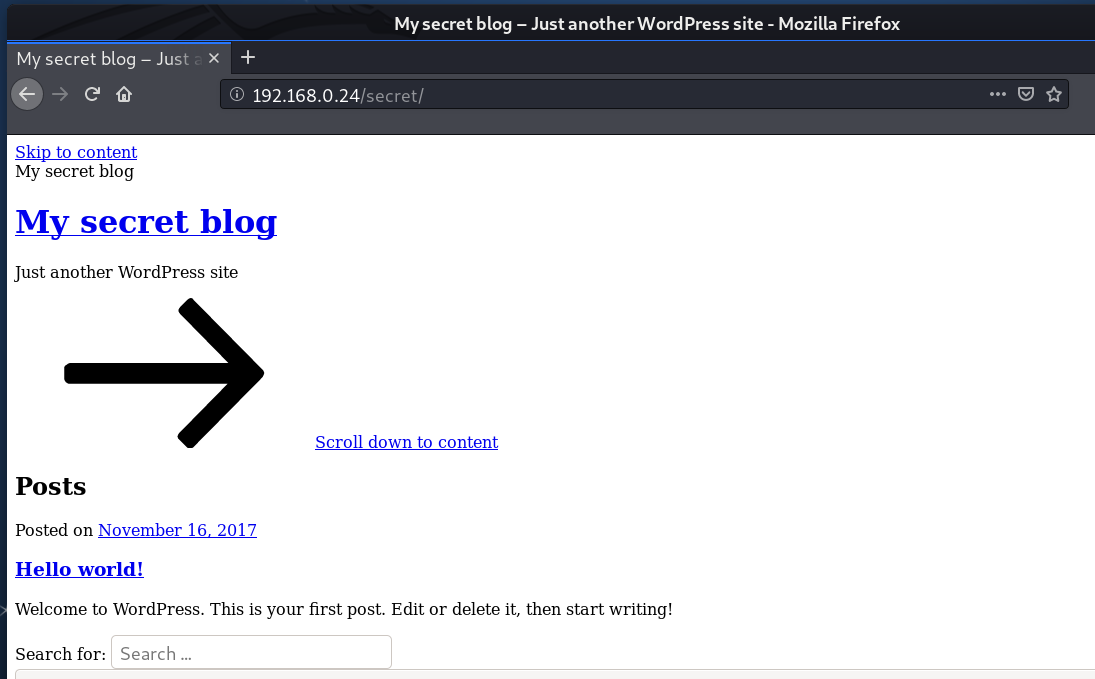 My secret blog – Just another WordPress site - Mozilla Firefox
My secret blog – Just a
192.168.0.24/secret/
Skip to content
My secret blog
My secret blog
Just another WordPress site
Scroll down to content
Posts
Posted on November 16, 2017
Hello world!
Welcome to WordPress. This is your first post. Edit or delete it, then start writing!
Search for: Search ...